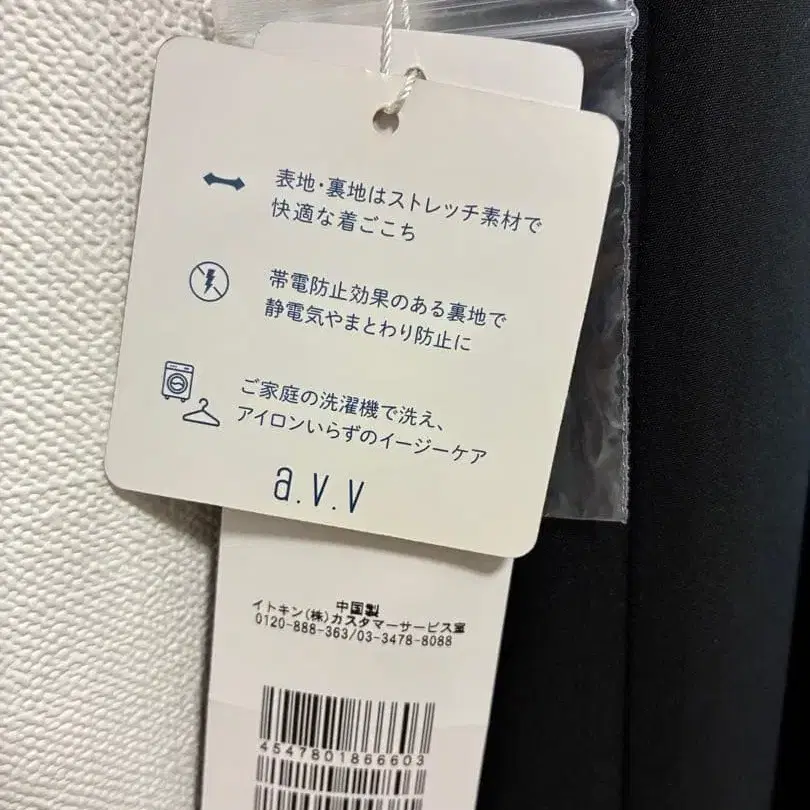 表地・裏地はストレッチ素材で
快適な着ごこち
帯電防止効果のある裏地で
静電気やまとわり防止に
ご家庭の洗濯機で洗え、
アイロンいらずのイージーケア
a.v.v
中国製
イトキン(株)カスタマーサービス室
0120-888-363/03-3478-8088
4547801866603